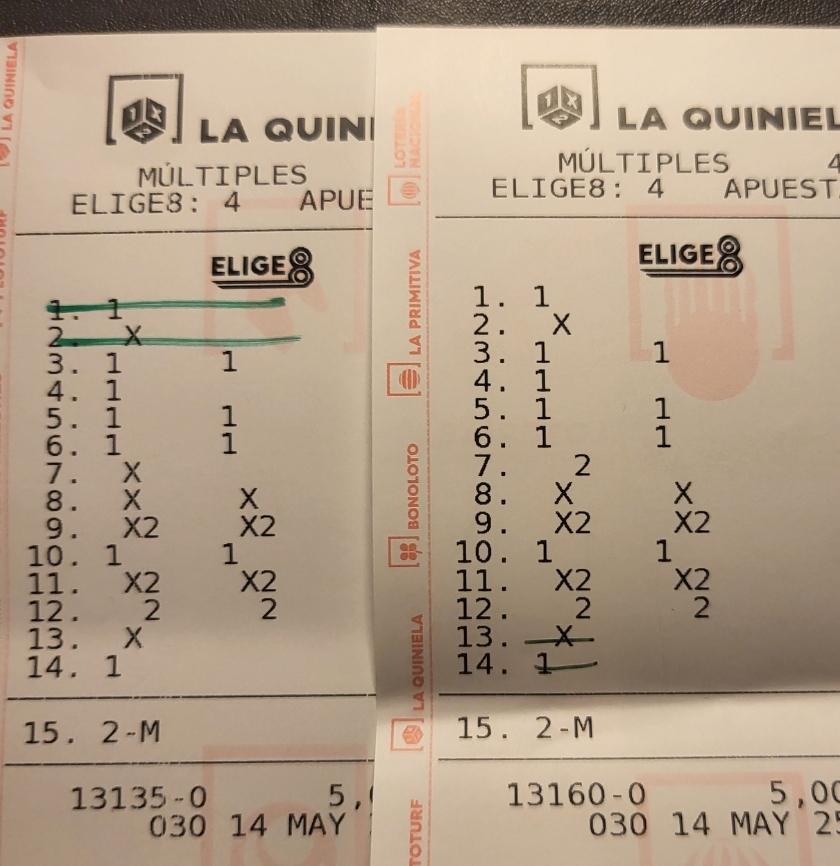 LA QUINIELA
LA QUIN
MÚLTIPLES
ELIGE8: 4 APUE
ELIGE8
1. 1
2. X
3. 1 1
4. 1
5. 1 1
6. 1 1
7. X
8. X X
9. X2 X2
10. 1 1
11. X2 X2
12. 2 2
13. X
14. 1
15. 2-M
13135-0 5,
030 14 MAY
LOTERÍA
NACIONAL
LA PRIMITIVA
BONOLOTO
LA QUINIELA
TOTURF
LA QUINIEL
MÚLTIPLES 4
ELIGE8: 4 APUEST
ELIGE8
1. 1
2. X
3. 1 1
4. 1
5. 1 1
6. 1 1
7. 2
8. X X
9. X2 X2
10. 1 1
11. X2 X2
12. 2 2
13. X
14. 1
15. 2-M
13160-0 5,00
030 14 MAY 25